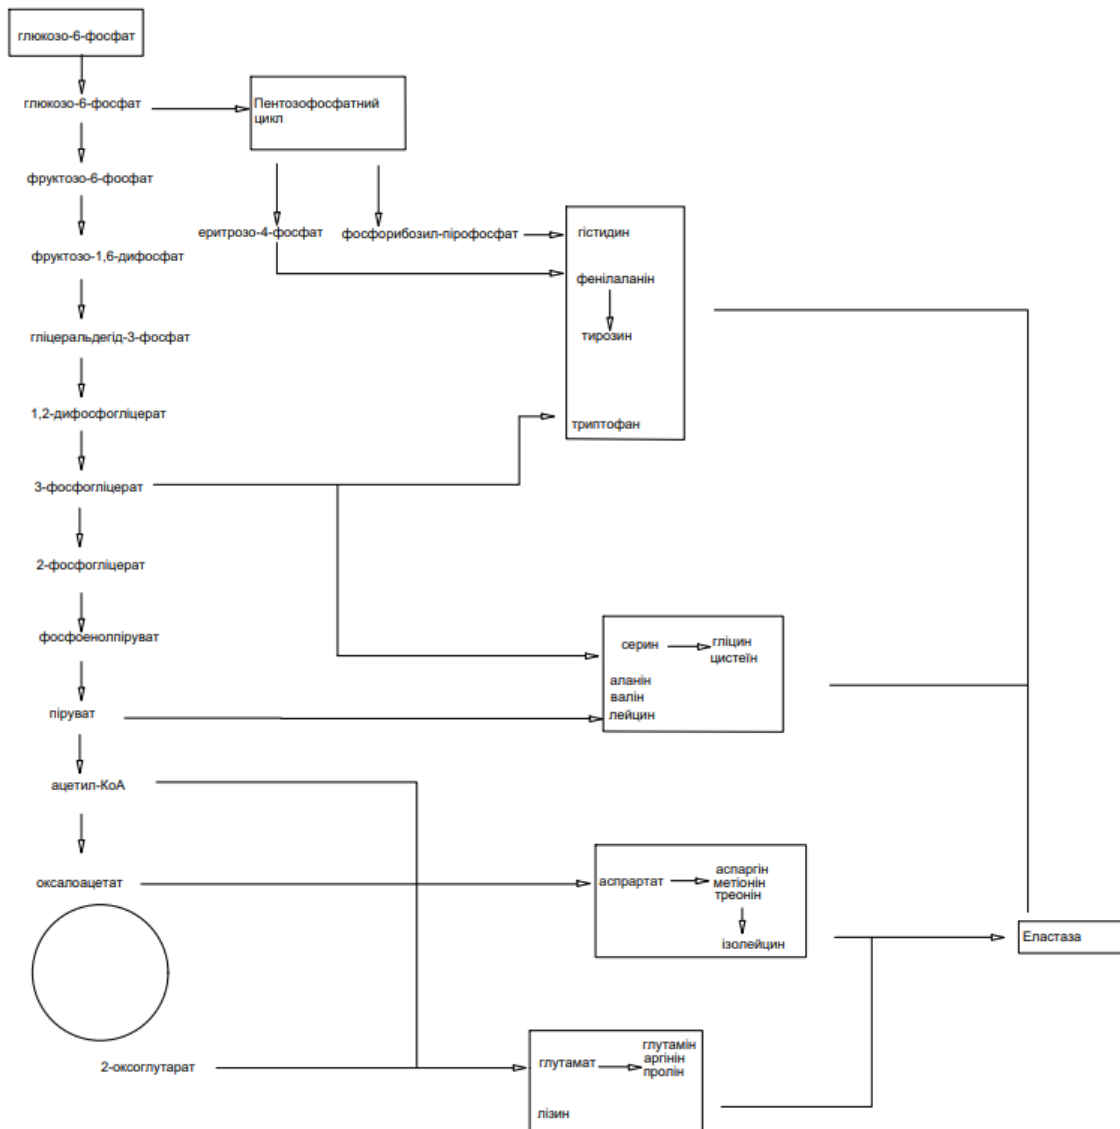 глюкозо-6-фосфат
глюкозо-6-фосфат
Пентозофосфатний
цикл
фруктозо-6-фосфат
еритрозо-4-фосфат
фосфорибозил-пірофосфат
гістидин
фруктозо-1,6-дифосфат
фенілаланін
гліцеральдегід-3-фосфат
тирозин
1,2-дифосфогліцерат
триптофан
3-фосфогліцерат
2-фосфогліцерат
фосфоенолпіруват
серин
гліцин
цистеїн
аланін
валін
лейцин
піруват
ацетил-КоА
оксалоацетат
аспрартат
аспаргін
метіонін
треонін
ізолейцин
Еластаза
2-оксоглутарат
глутамат
глутамін
аргінін
пролін
лізин